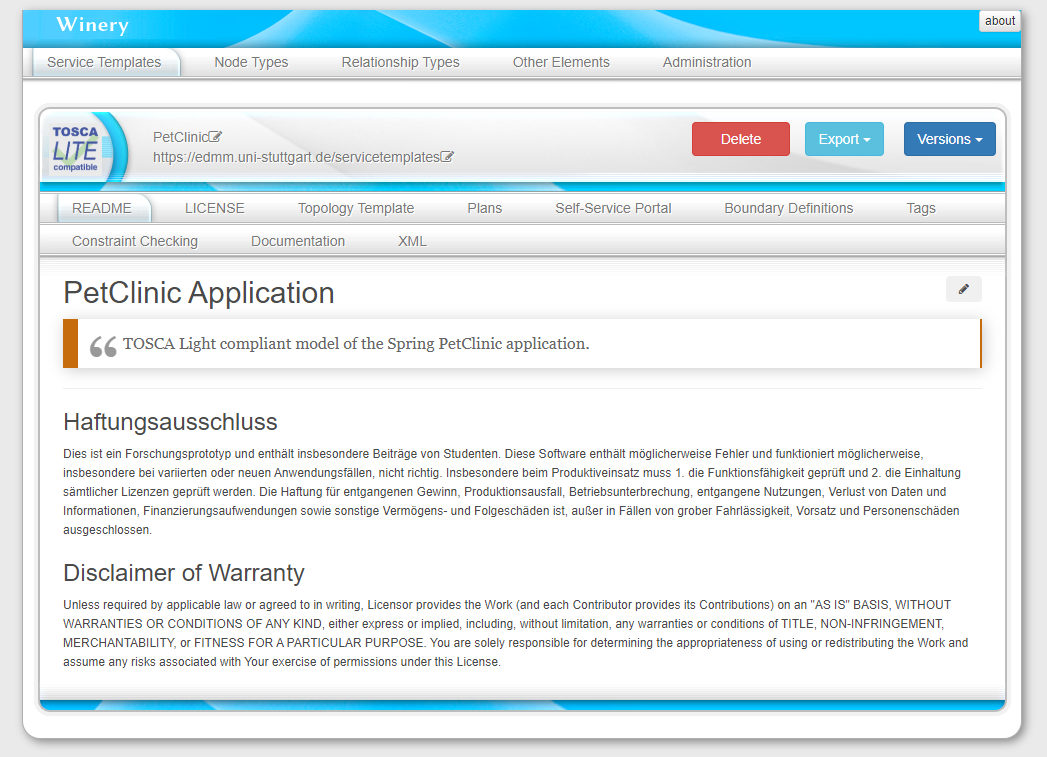 Winery
about
Service Templates Node Types Relationship Types Other Elements Administration
TOSCA
LITE
compatible
PetClinic
https://edmm.uni-stuttgart.de/servicetemplates
Delete Export Versions
README LICENSE Topology Template Plans Self-Service Portal Boundary Definitions Tags
Constraint Checking Documentation XML
PetClinic Application
“ TOSCA Light compliant model of the Spring PetClinic application.
Haftungsausschluss
Dies ist ein Forschungsprototyp und enthält insbesondere Beiträge von Studenten. Diese Software enthält möglicherweise Fehler und funktioniert möglicherweise,
insbesondere bei variierten oder neuen Anwendungsfällen, nicht richtig. Insbesondere beim Produktiveinsatz muss 1. die Funktionsfähigkeit geprüft und 2. die Einhaltung
sämtlicher Lizenzen geprüft werden. Die Haftung für entgangenen Gewinn, Produktionsausfall, Betriebsunterbrechung, entgangene Nutzungen, Verlust von Daten und
Informationen, Finanzierungsaufwendungen sowie sonstige Vermögens- und Folgeschäden ist, außer in Fällen von grober Fahrlässigkeit, Vorsatz und Personenschäden
ausgeschlossen.
Disclaimer of Warranty
Unless required by applicable law or agreed to in writing, Licensor provides the Work (and each Contributor provides its Contributions) on an "AS IS" BASIS, WITHOUT
WARRANTIES OR CONDITIONS OF ANY KIND, either express or implied, including, without limitation, any warranties or conditions of TITLE, NON-INFRINGEMENT,
MERCHANTABILITY, or FITNESS FOR A PARTICULAR PURPOSE. You are solely responsible for determining the appropriateness of using or redistributing the Work and
assume any risks associated with Your exercise of permissions under this License.